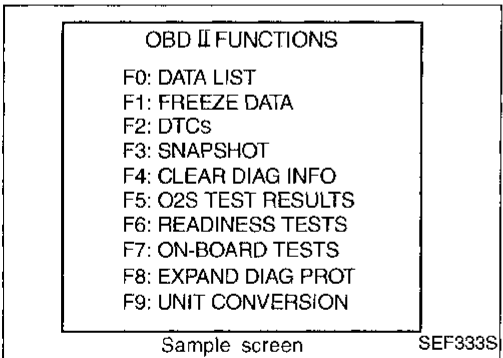 OBD II FUNCTIONS
F0: DATA LIST
F1: FREEZE DATA
F2: DTCs
F3: SNAPSHOT
F4: CLEAR DIAG INFO
F5: O2S TEST RESULTS
F6: READINESS TESTS
F7: ON-BOARD TESTS
F8: EXPAND DIAG PROT
F9: UNIT CONVERSION
Sample screen SEF333S